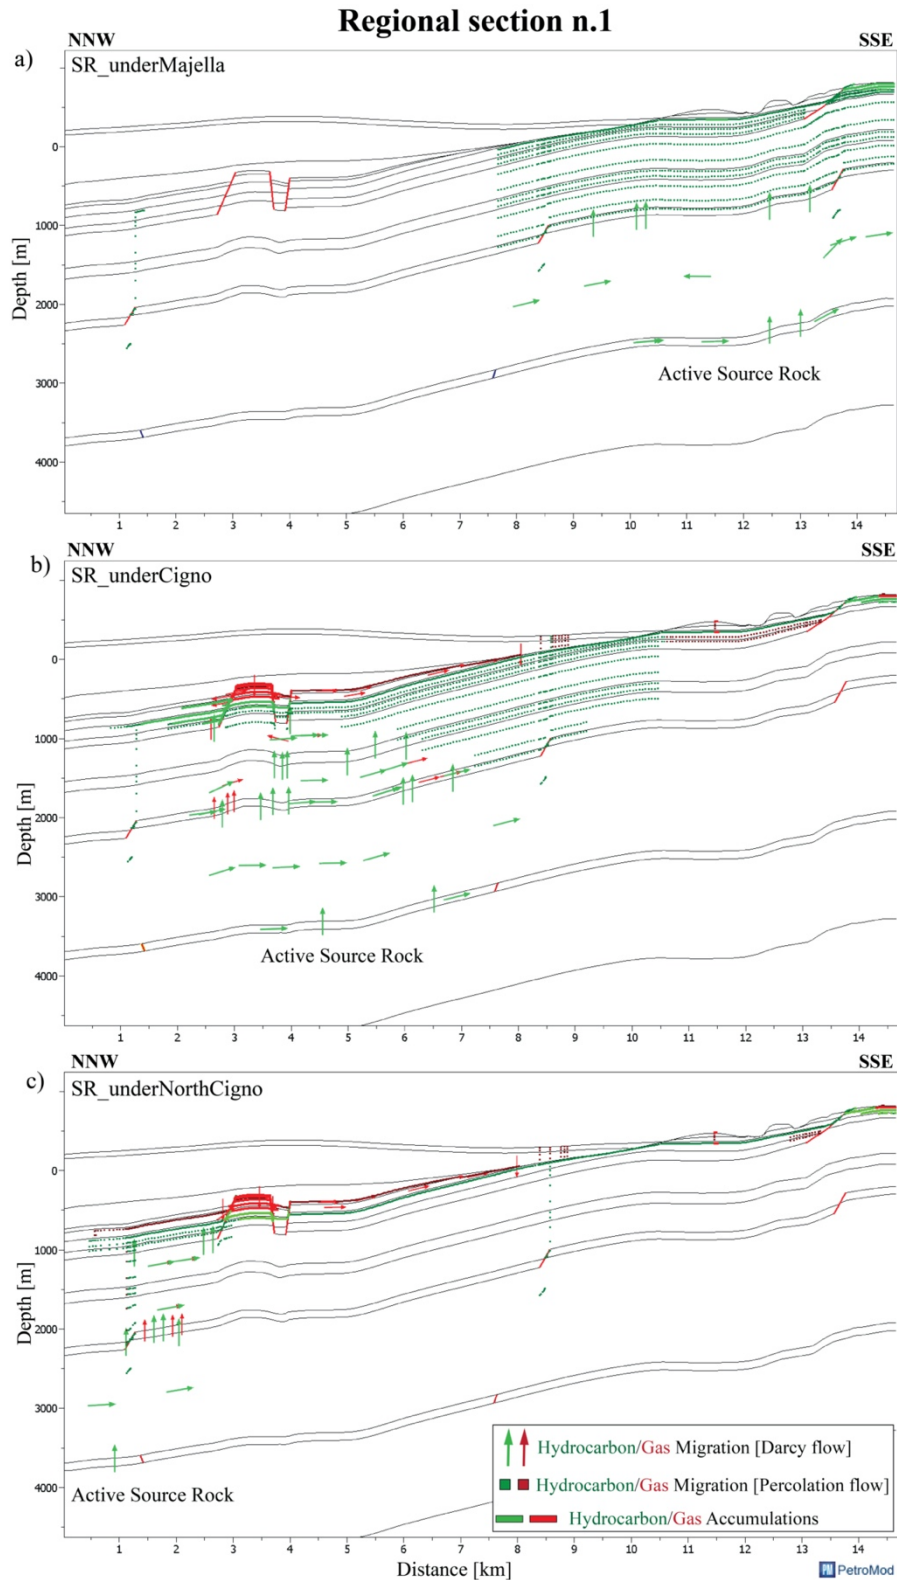 Regional section n.1
NNW SSE
a)
SR_underMajella
0
1000
2000
3000
4000
Depth [m]
Active Source Rock
1 2 3 4 5 6 7 8 9 10 11 12 13 14
NNW SSE
b)
SR_underCigno
0
1000
2000
3000
4000
Depth [m]
Active Source Rock
1 2 3 4 5 6 7 8 9 10 11 12 13 14
NNW SSE
c)
SR_underNorthCigno
0
1000
2000
3000
4000
Depth [m]
Active Source Rock
Hydrocarbon/Gas Migration [Darcy flow]
Hydrocarbon/Gas Migration [Percolation flow]
Hydrocarbon/Gas Accumulations
1 2 3 4 5 6 7 8 9 10 11 12 13 14
Distance [km]
PM PetroMod